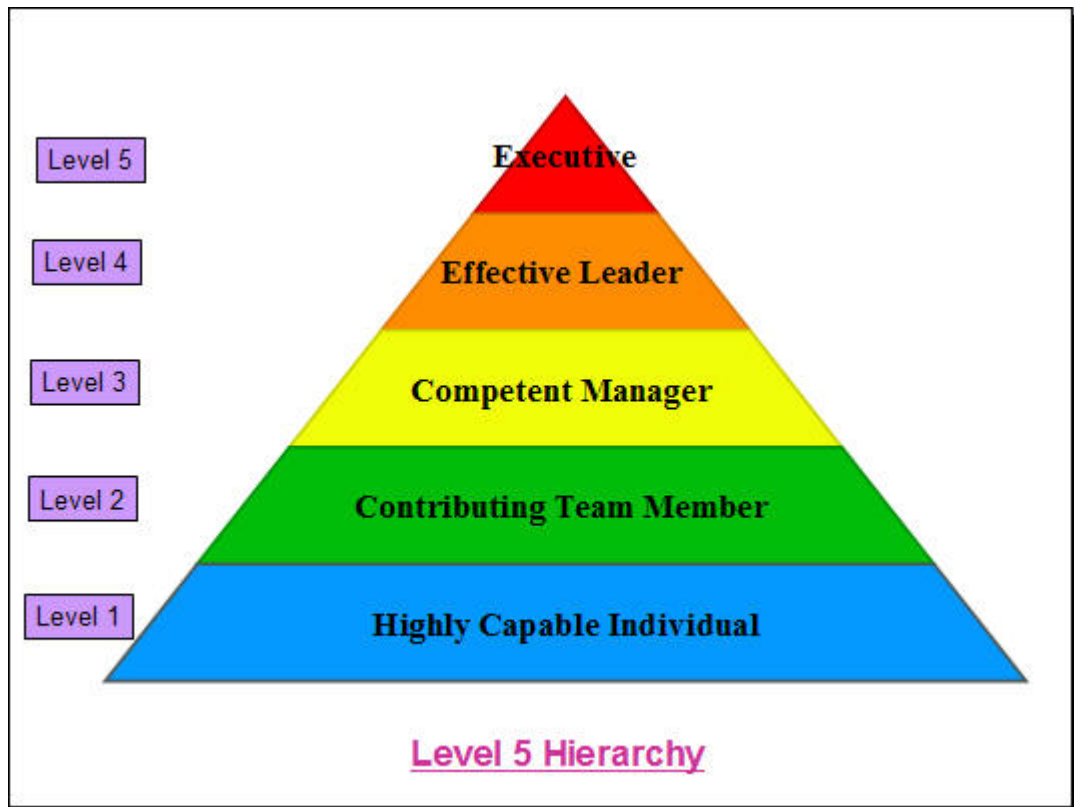 Level 5
Executive
Level 4
Effective Leader
Level 3
Competent Manager
Level 2
Contributing Team Member
Level 1
Highly Capable Individual
Level 5 Hierarchy